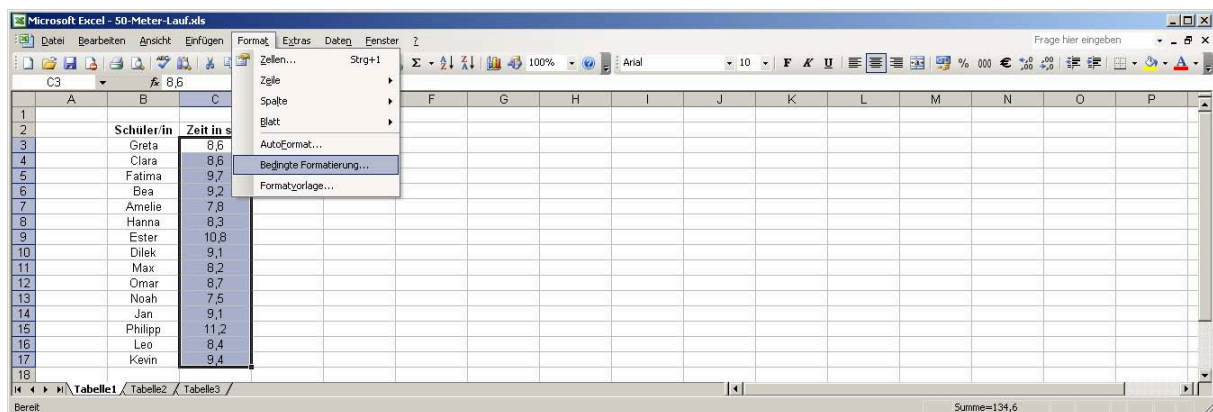 Microsoft Excel - 50-Meter-Lauf.xls
Datei Bearbeiten Ansicht Einfügen Format Extras Daten Fenster ? Frage hier eingeben
Zellen... Strg+1
100% Arial 10 F K U % 000 €
C3 fx 8,6
Zeile
A B C F G H I J K L M N O P
Spalte
1
Blatt
2 Schüler/in Zeit in s
3 Greta 8,6
AutoFormat...
4 Clara 8,6
Bedingte Formatierung...
5 Fatima 9,7
6 Bea 9,2
Formatvorlage...
7 Amelie 7,8
8 Hanna 8,3
9 Ester 10,8
10 Dilek 9,1
11 Max 8,2
12 Omar 8,7
13 Noah 7,5
14 Jan 9,1
15 Philipp 11,2
16 Leo 8,4
17 Kevin 9,4
18
Tabelle1 Tabelle2 Tabelle3
Bereit Summe=134,6